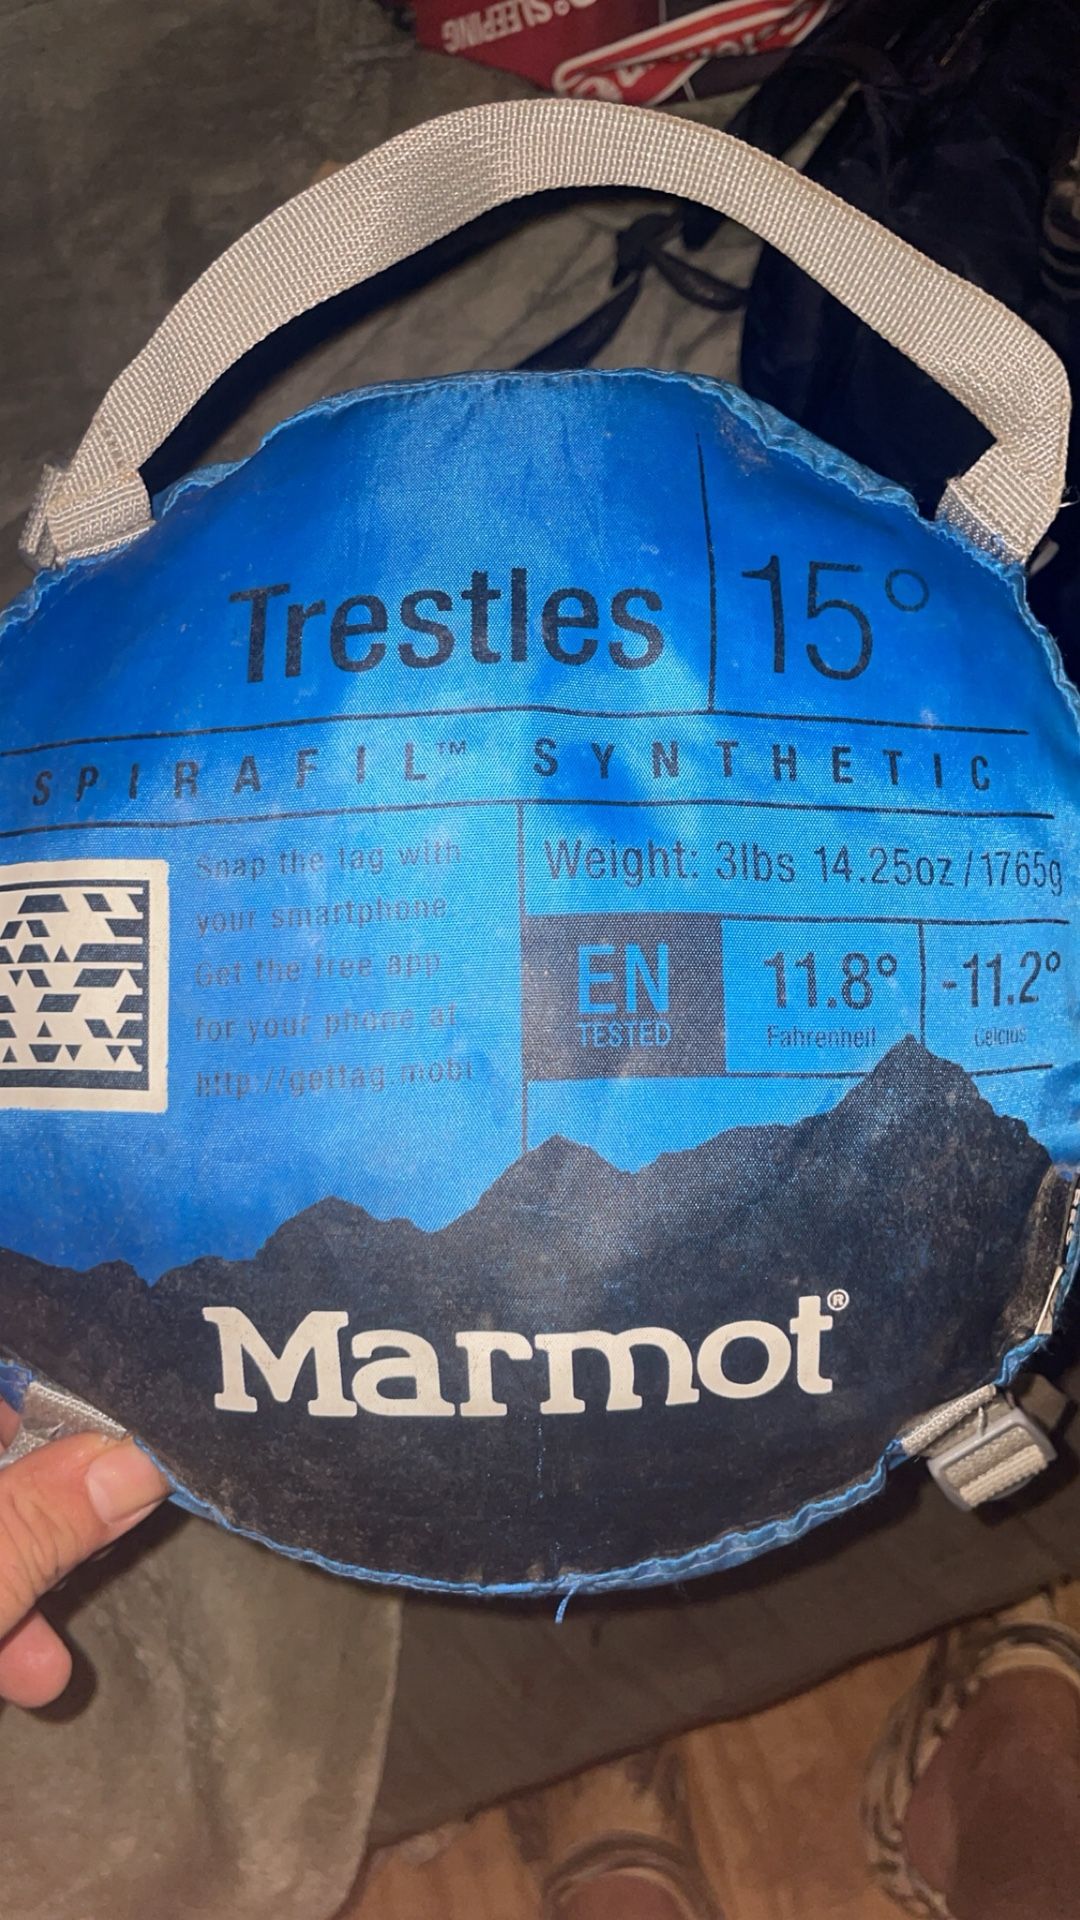 ° SLEEPING
Trestles 15°
SPIRAFIL™ SYNTHETIC
Snap the tag with
your smartphone
Get the free app
for your phone at
http://gettag.mobi
Weight: 3lbs 14.25oz/1765g
EN
TESTED
11.8°
Fahrenheit
-11.2°
Celcius
Marmot®